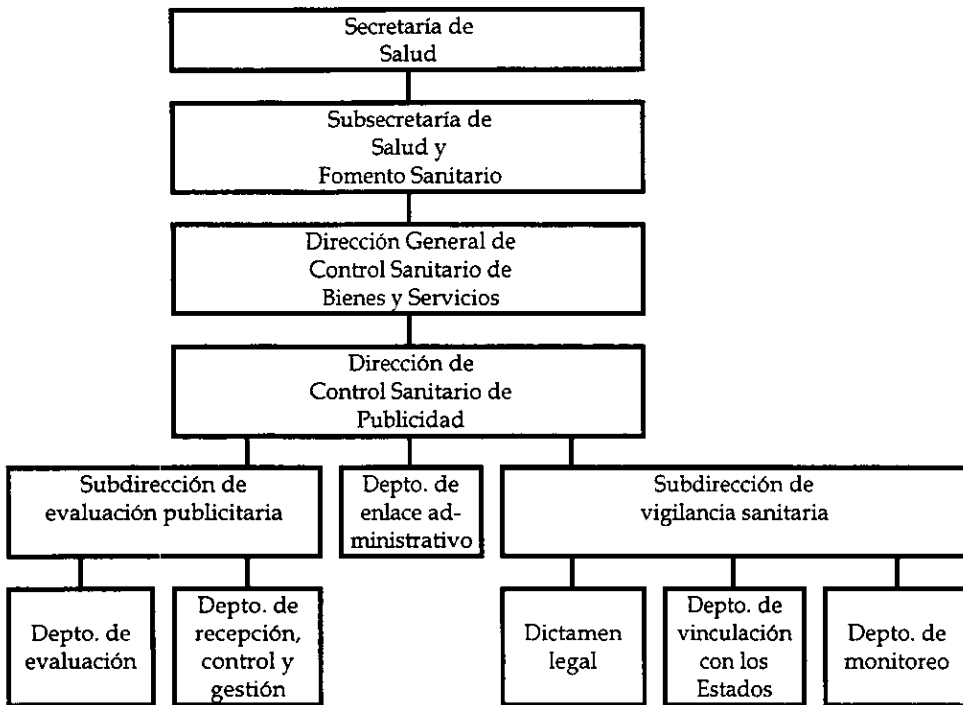 Secretaría de
Salud
Subsecretaría de
Salud y
Fomento Sanitario
Dirección General de
Control Sanitario de
Bienes y Servicios
Dirección de
Control Sanitario de
Publicidad
Subdirección de
evaluación publicitaria
Depto. de
enlace ad-
ministrativo
Subdirección de
vigilancia sanitaria
Depto. de
evaluación
Depto. de
recepción,
control y
gestión
Dictamen
legal
Depto. de
vinculación
con los
Estados
Depto. de
monitoreo